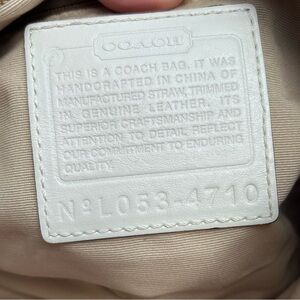 COACH
THIS IS A COACH BAG. IT WAS
HANDCRAFTED IN CHINA OF
MANUFACTURED STRAW, TRIMMED
IN GENUINE LEATHER. ITS
SUPERIOR CRAFTSMANSHIP AND
ATTENTION TO DETAIL REFLECT
OUR COMMITMENT TO ENDURING
QUALITY.
Nº L053-4710